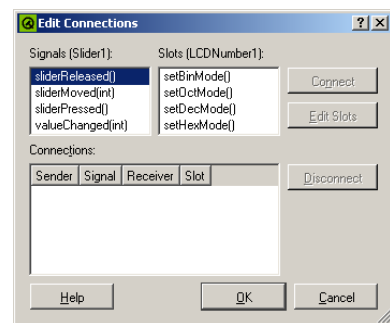 Edit Connections
Signals (Slider1):
Slots (LCDNumber1):
sliderReleased()
sliderMoved(int)
sliderPressed()
valueChanged(int)
setBinMode()
setOctMode()
setDecMode()
setHexMode()
Connect
Edit Slots
Connections:
Sender Signal Receiver Slot
Disconnect
Help OK Cancel